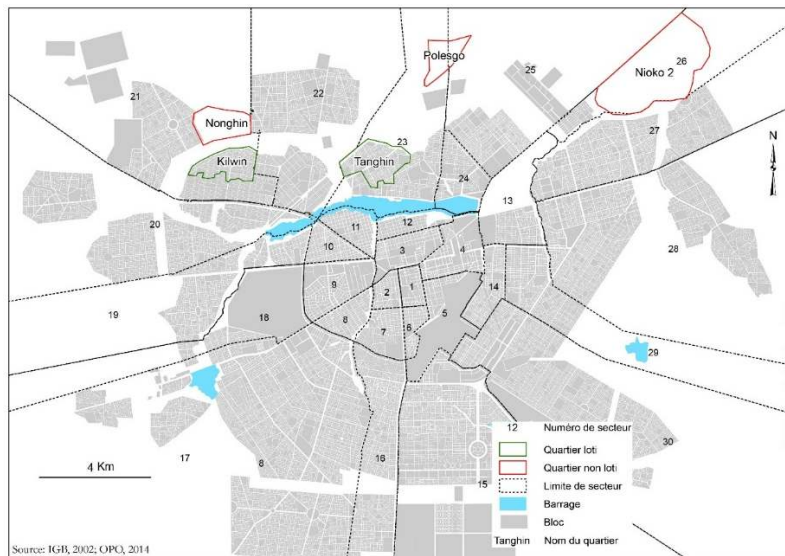 Polesgo
26
Nioko 2
25
21
22
Nonghin
23
27
Kilwin
Tanghin
N
24
13
20
12
11
10
3
4
28
9
2
1
14
19
18
8
5
7
6
29
30
17
8
16
15
4 Km
12 Numéro de secteur
Quartier loti
Quartier non loti
Limite de secteur
Barrage
Bloc
Tanghin Nom du quartier
Source: IGB, 2002; OPO, 2014